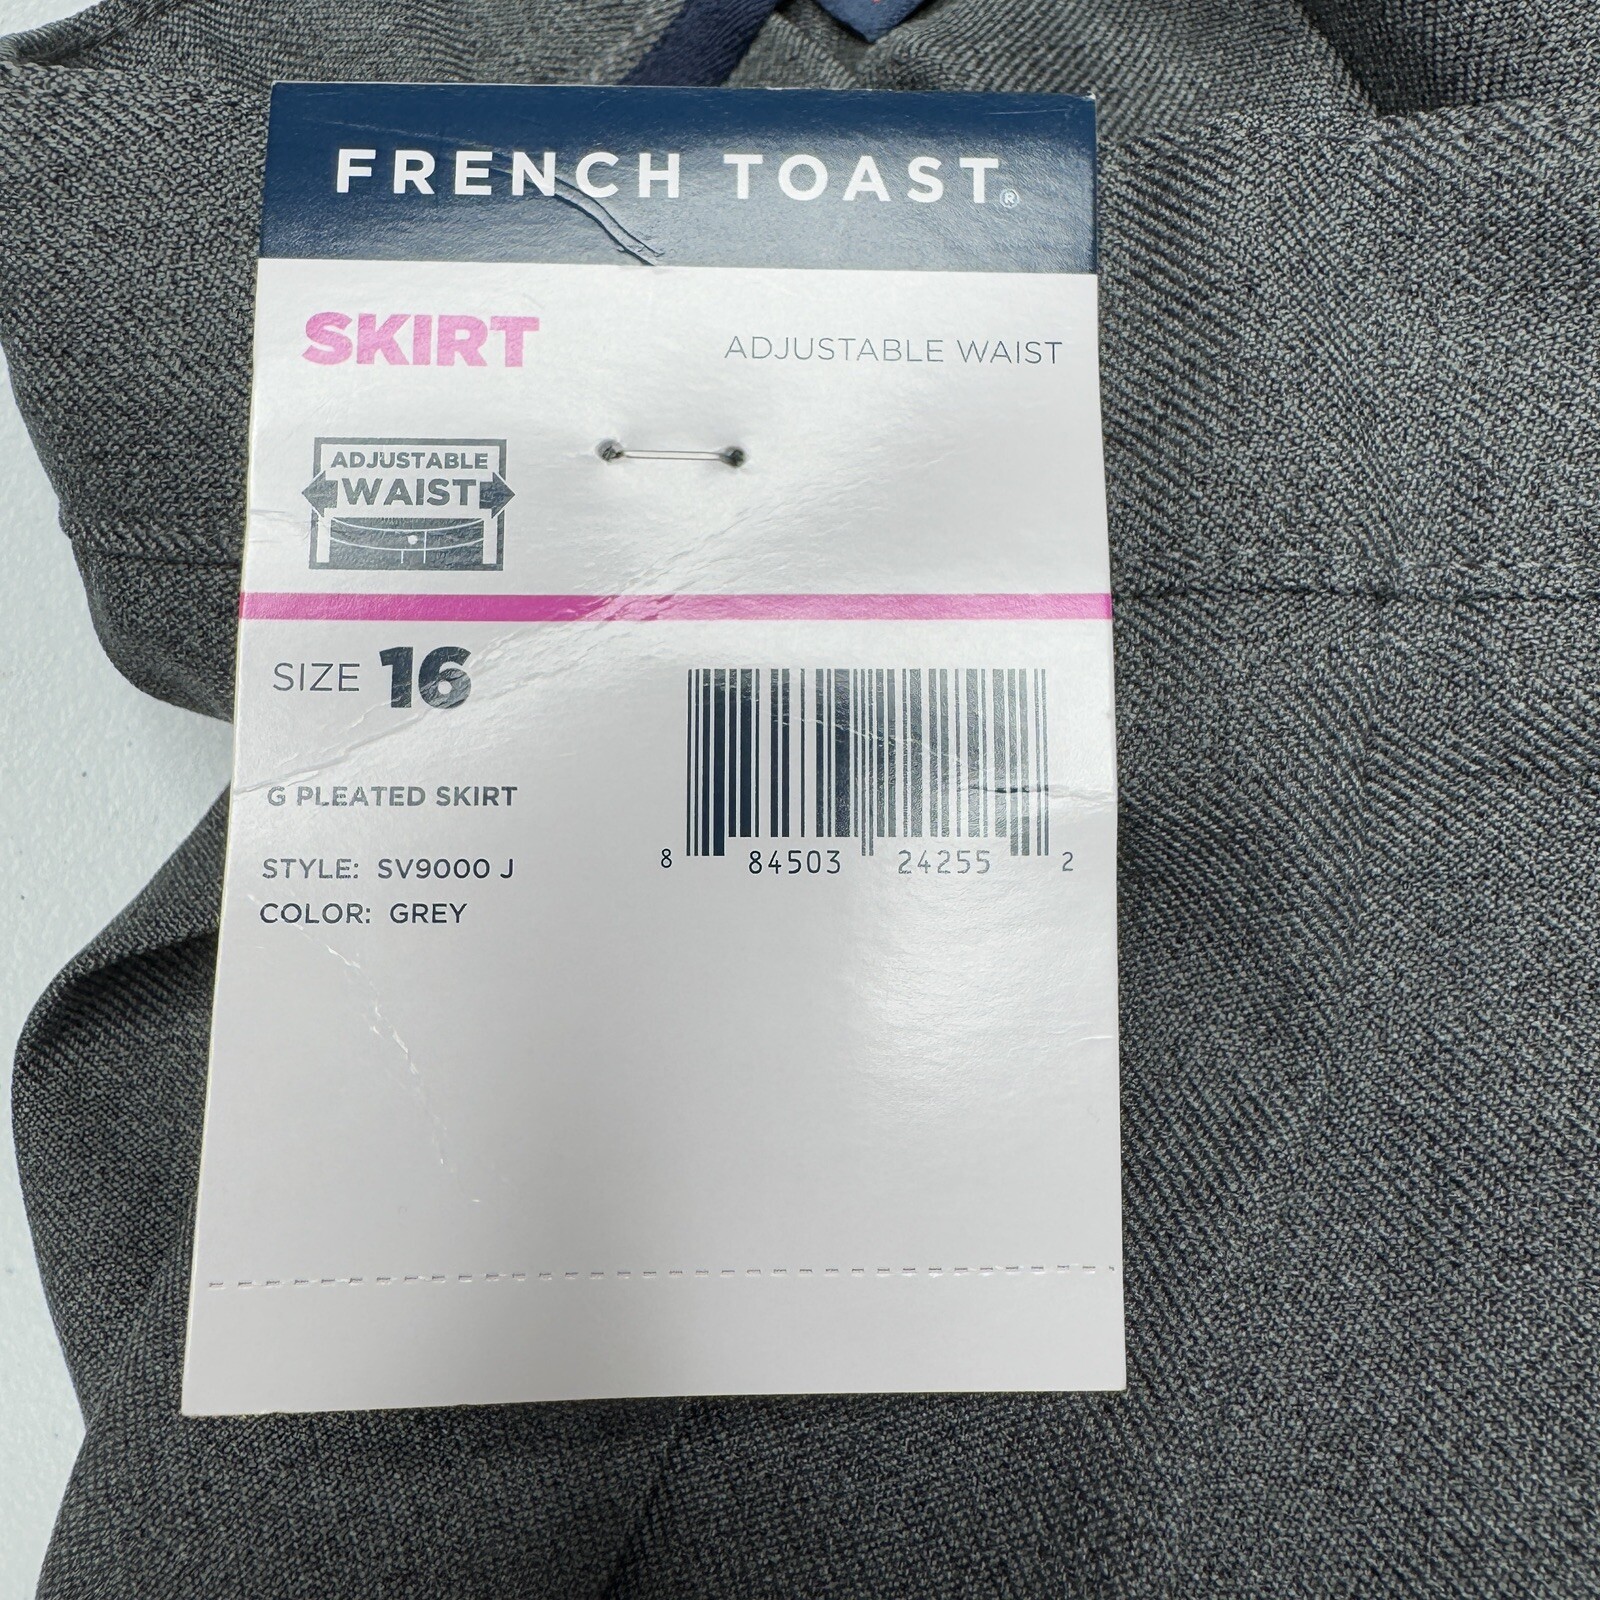 FRENCH TOAST®
SKIRT
ADJUSTABLE WAIST
ADJUSTABLE
WAIST
SIZE 16
G PLEATED SKIRT
STYLE: SV9000 J
COLOR: GREY
8 84503 24255 2